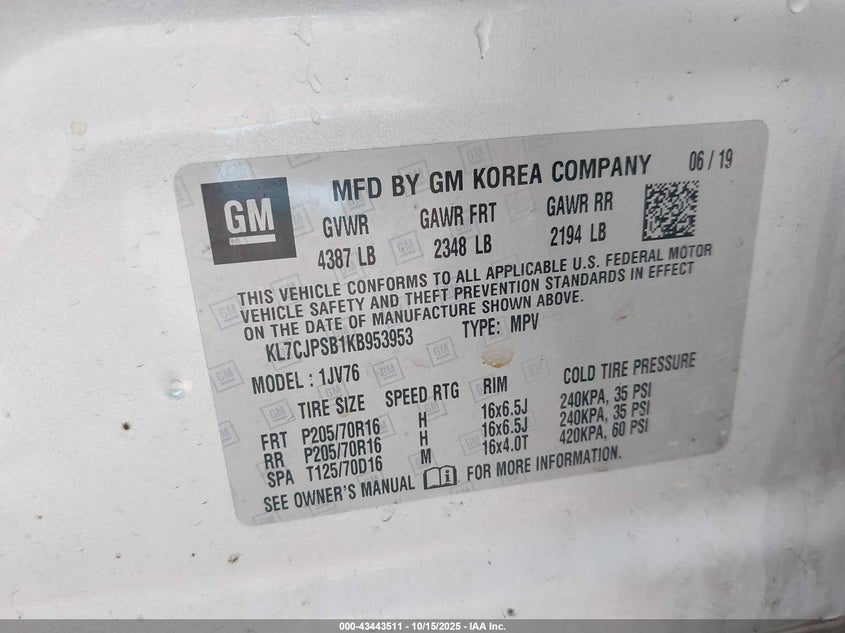 GM
MFD BY GM KOREA COMPANY 06 / 19
GVWR GAWR FRT GAWR RR
4387 LB 2348 LB 2194 LB
THIS VEHICLE CONFORMS TO ALL APPLICABLE U.S. FEDERAL MOTOR
VEHICLE SAFETY AND THEFT PREVENTION STANDARDS IN EFFECT
ON THE DATE OF MANUFACTURE SHOWN ABOVE.
KL7CJPSB1KB953953 TYPE: MPV
MODEL : 1JV76
TIRE SIZE SPEED RTG RIM COLD TIRE PRESSURE
FRT P205/70R16 H 16x6.5J 240KPA, 35 PSI
RR P205/70R16 H 16x6.5J 240KPA, 35 PSI
SPA T125/70D16 M 16x4.0T 420KPA, 60 PSI
SEE OWNER'S MANUAL FOR MORE INFORMATION.
000-43443511 - 10/15/2025 - IAA Inc.